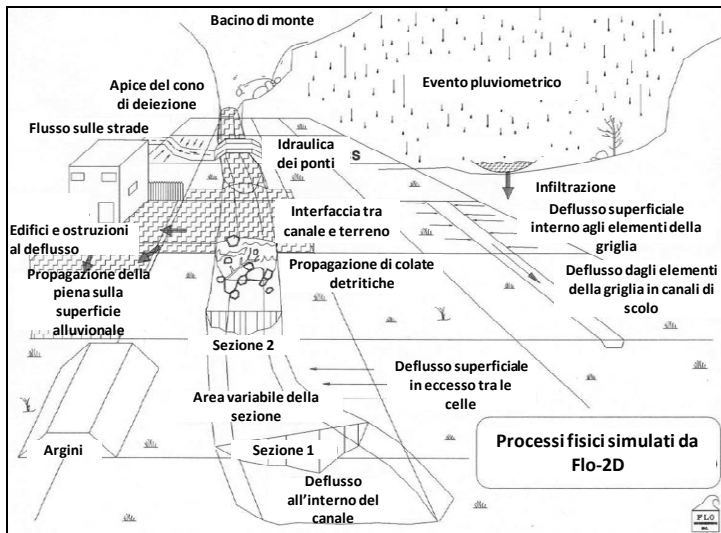 Bacino di monte
Apice del cono
di deiezione
Evento pluviometrico
Flusso sulle strade
Idraulica
dei ponti
S
Infiltrazione
Interfaccia tra
canale e terreno
Deflusso superficiale
interno agli elementi della
griglia
Edifici e ostruzioni
al deflusso
Propagazione della
piena sulla
superficie
alluvionale
Propagazione di colate
detritiche
Deflusso dagli elementi
della griglia in canali di
scolo
Sezione 2
Deflusso superficiale
in eccesso tra le
celle
Area variabile della
sezione
Argini
Sezione 1
Deflusso
all'interno del
canale
Processi fisici simulati da
Flo-2D
FLO